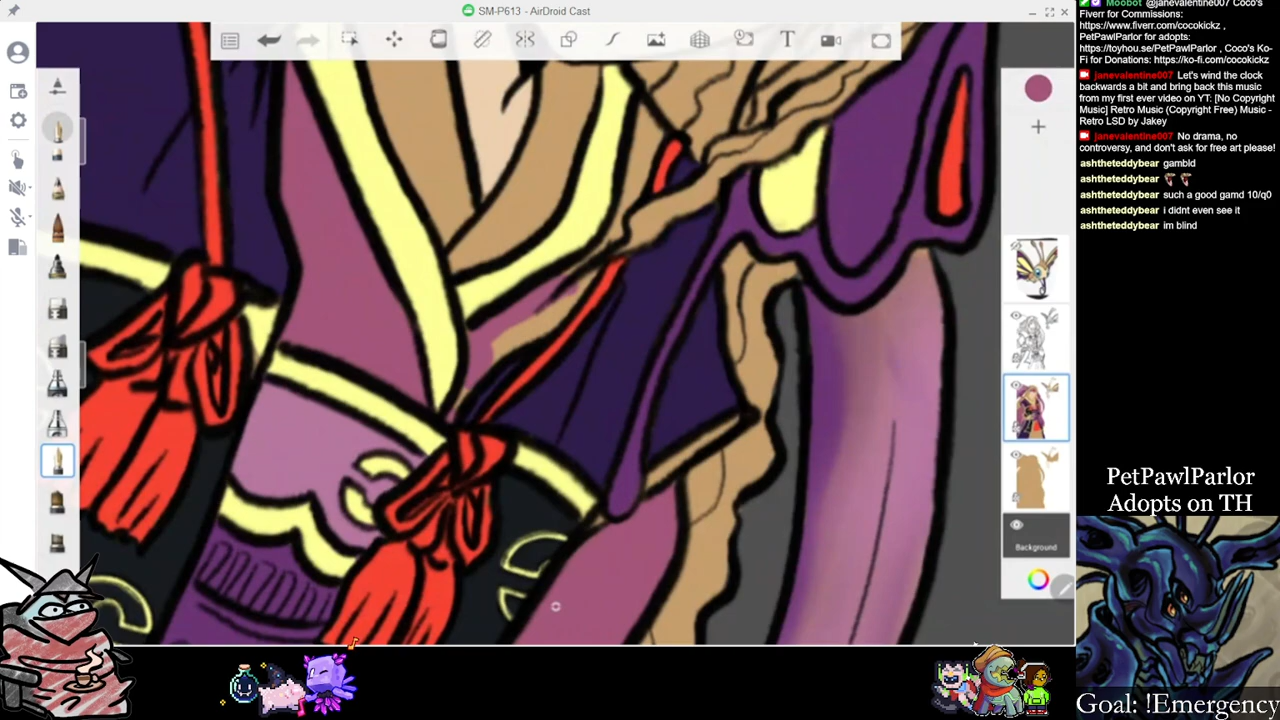 SM-P613 - AirDroid Cast
T
Background
Moobot: @janevalentine007 Coco's
Fiverr for Commissions:
https://www.fiverr.com/cocokickz ,
PetPawlParlor for adopts:
https://toyhou.se/PetPawlParlor , Coco's Ko-
Fi for Donations: https://ko-fi.com/cocokickz
janevalentine007 Let's wind the clock
backwards a bit and bring back this music
from my first ever video on YT: [No Copyright
Music] Retro Music (Copyright Free) Music -
Retro LSD by Jakey
janevalentine007 No drama, no
controversy, and don't ask for free art please!
ashtheteddybear gambld
ashtheteddybear
ashtheteddybear such a good gamd 10/q0
ashtheteddybear i didnt even see it
ashtheteddybear im blind
PetPawlParlor
Adopts on TH
Goal: !Emergency